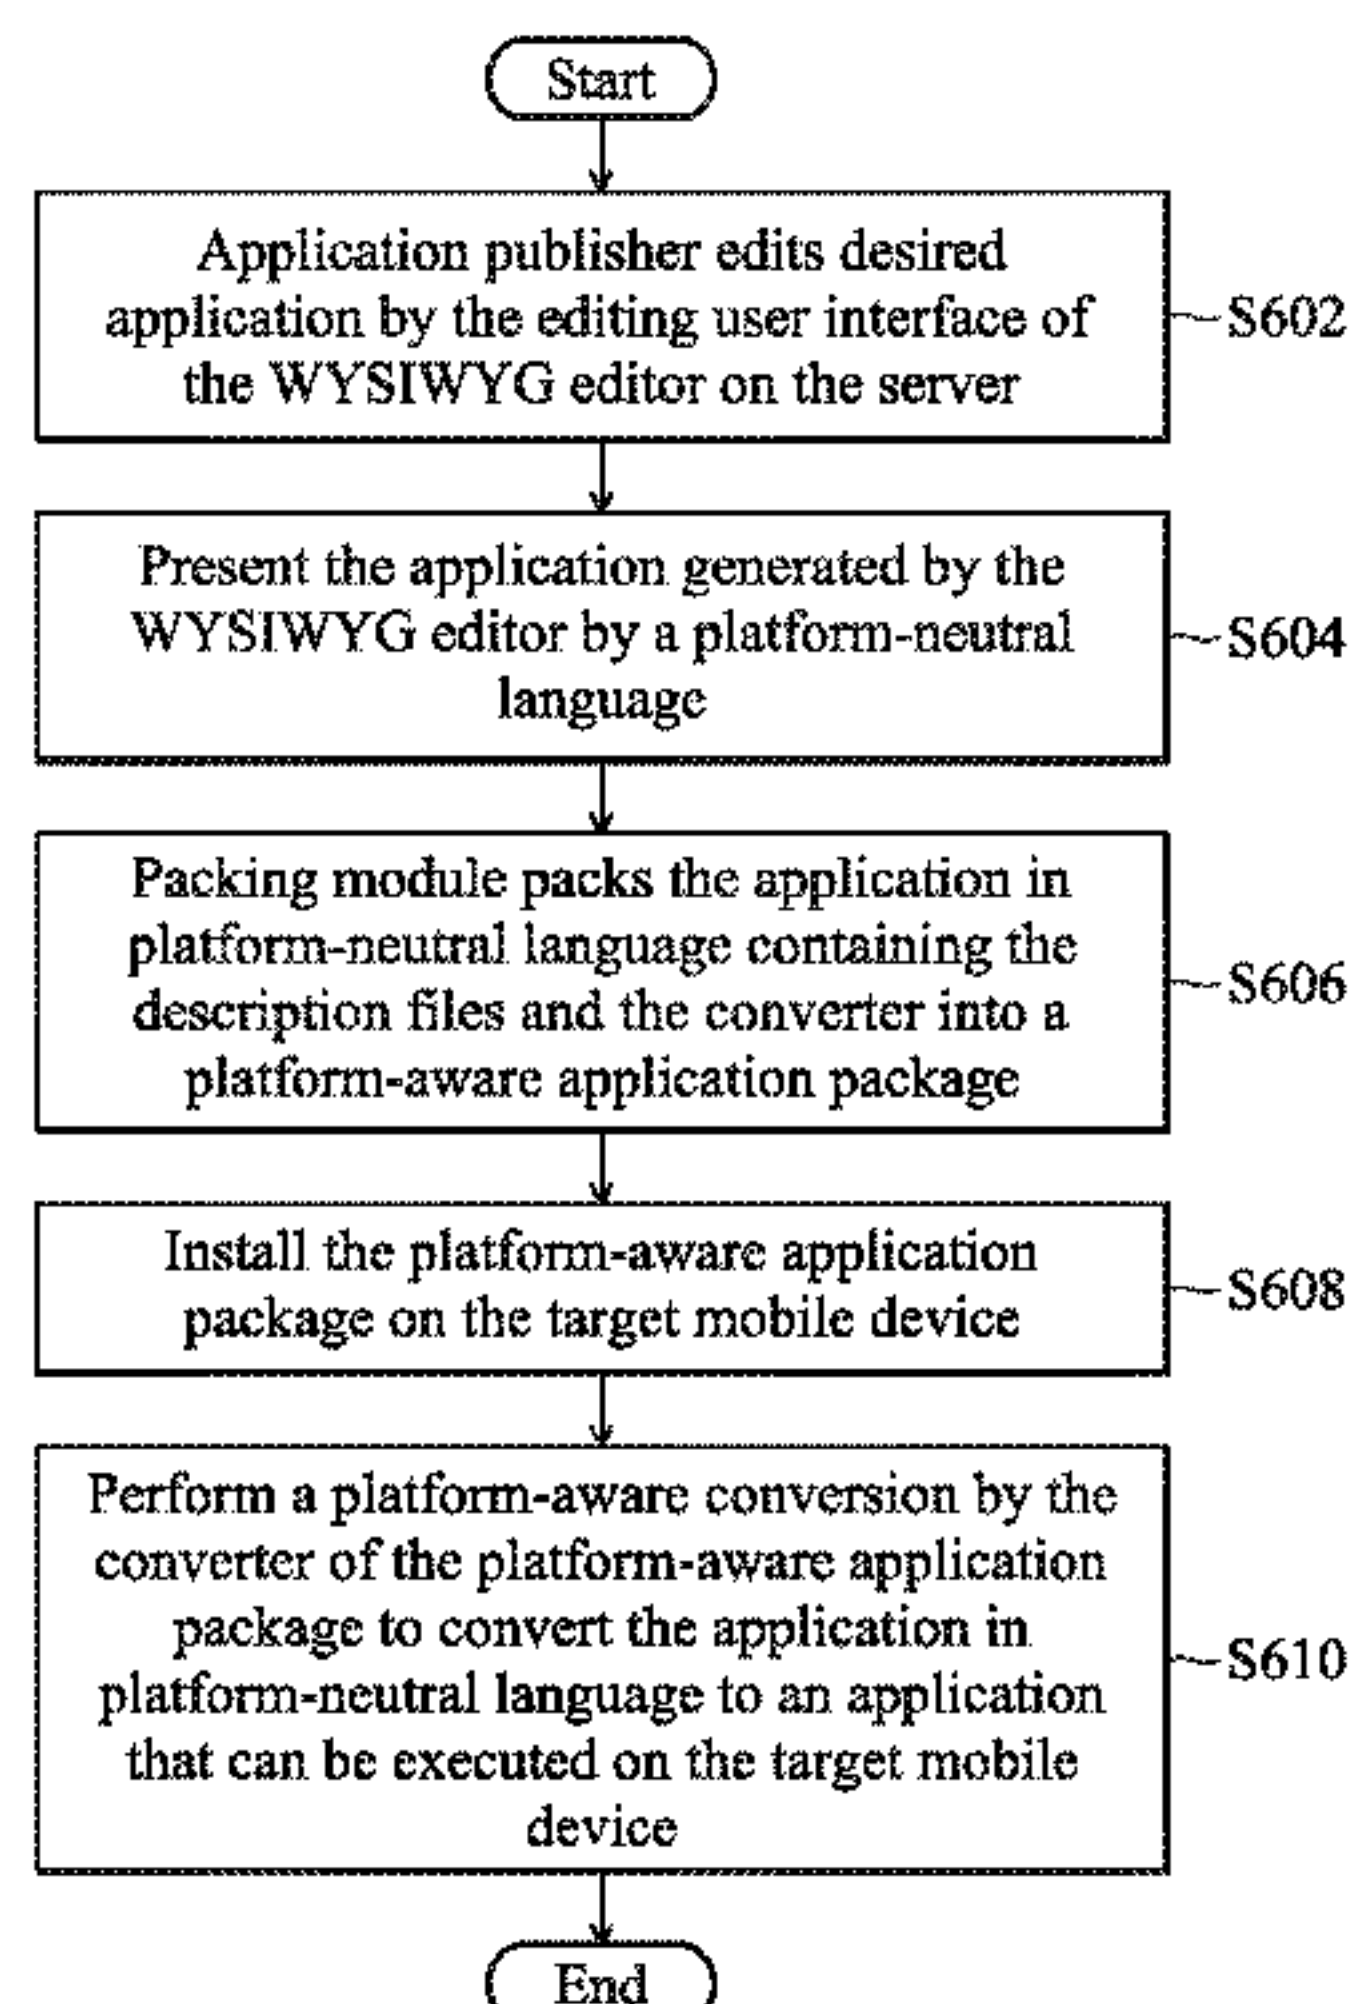 Start
Application publisher edits desired
application by the editing user interface of
the WYSIWYG editor on the server
S602
Present the application generated by the
WYSIWYG editor by a platform-neutral
language
S604
Packing module packs the application in
platform-neutral language containing the
description files and the converter into a
platform-aware application package
S606
Install the platform-aware application
package on the target mobile device
S608
Perform a platform-aware conversion by the
converter of the platform-aware application
package to convert the application in
platform-neutral language to an application
that can be executed on the target mobile
device
S610
End